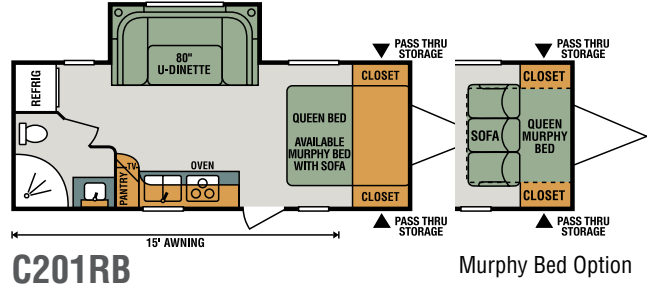 80"
U-DINETTE
PASS THRU
STORAGE
PASS THRU
STORAGE
REFRIG
CLOSET
CLOSET
QUEEN BED
AVAILABLE
MURPHY BED
WITH SOFA
SOFA
QUEEN
MURPHY
BED
TV
OVEN
PANTRY
CLOSET
CLOSET
PASS THRU
STORAGE
PASS THRU
STORAGE
15' AWNING
C201RB
Murphy Bed Option